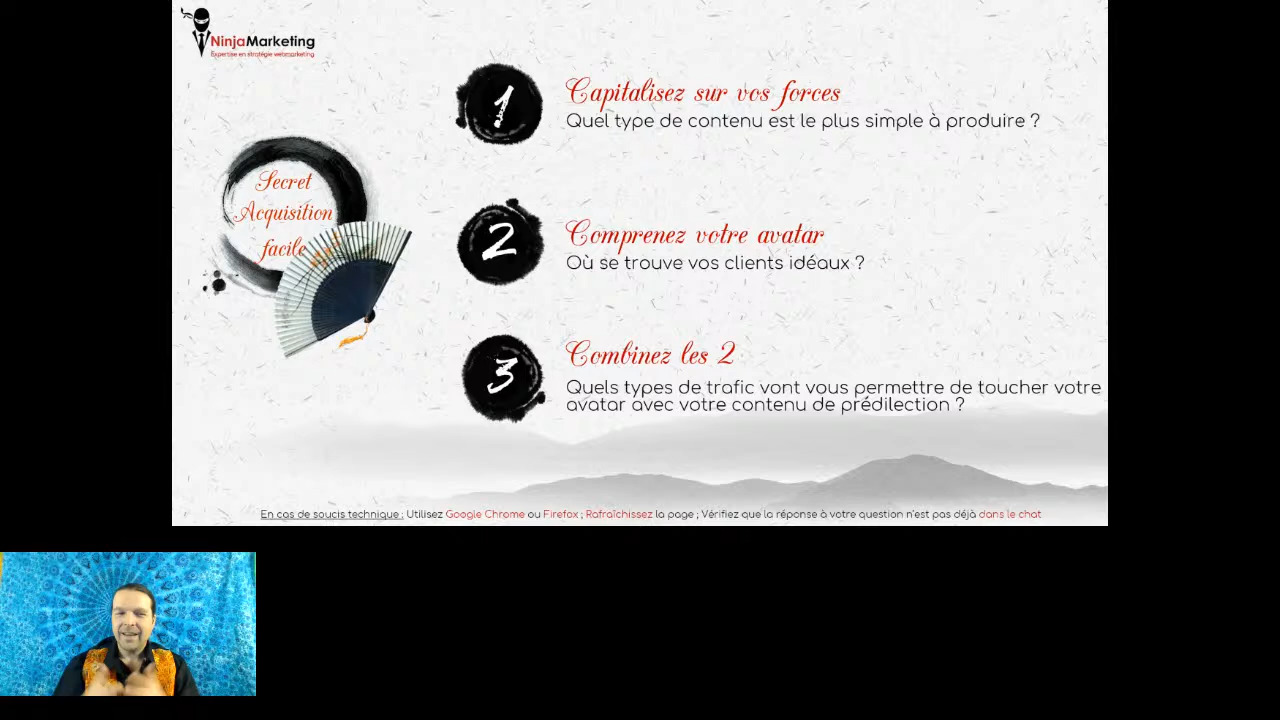 NinjaMarketing
Expertise en stratégie webmarketing
Secret
Acquisition
facile
1
Capitalisez sur vos forces
Quel type de contenu est le plus simple à produire ?
2
Comprenez votre avatar
Où se trouve vos clients idéaux ?
3
Combinez les 2
Quels types de trafic vont vous permettre de toucher votre
avatar avec votre contenu de prédilection ?
En cas de soucis technique : Utilisez Google Chrome ou Firefox ; Rafraîchissez la page ; Vérifiez que la réponse à votre question n'est pas déjà dans le chat